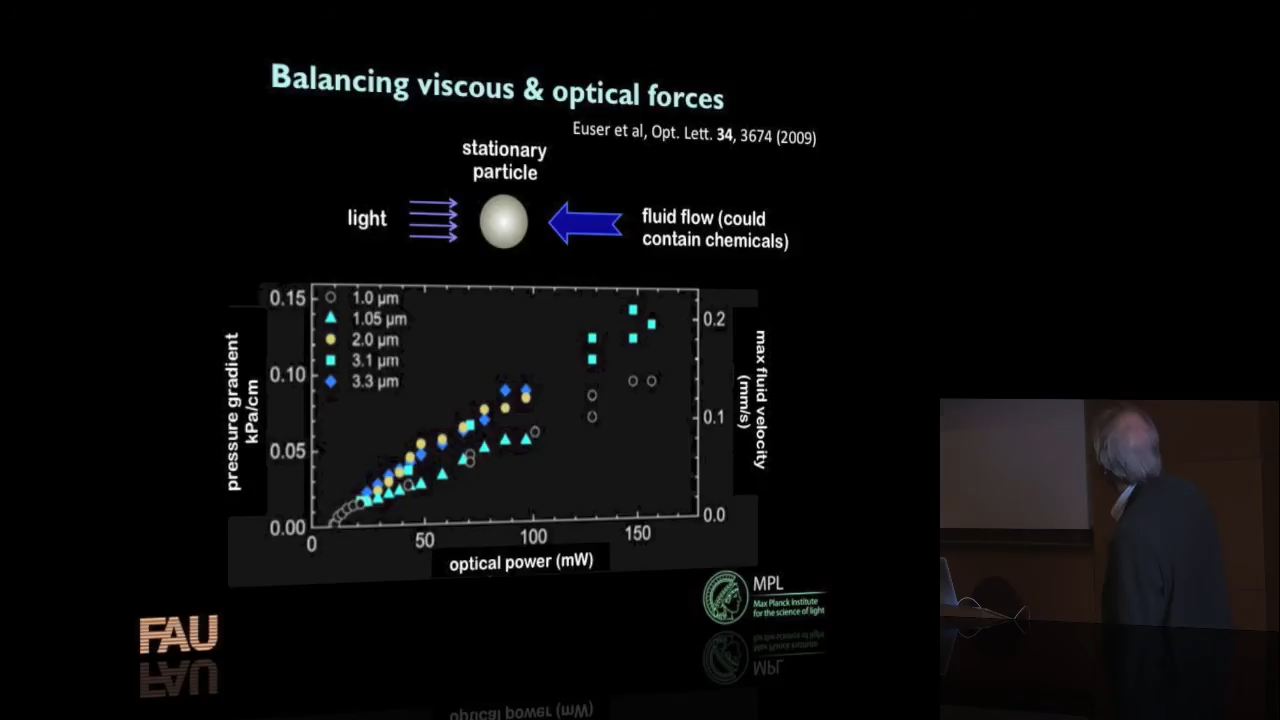 Balancing viscous & optical forces
Euser et al, Opt. Lett. 34, 3674 (2009)
stationary
particle
light
fluid flow (could
contain chemicals)
0.15
0.10
0.05
0.00
pressure gradient
kPa/cm
1.0 µm
1.05 µm
2.0 µm
3.1 µm
3.3 µm
0.2
0.1
0.0
max fluid velocity
(mm/s)
0
50
100
150
optical power (mW)
FAU
MPL
Max Planck Institute
for the science of light